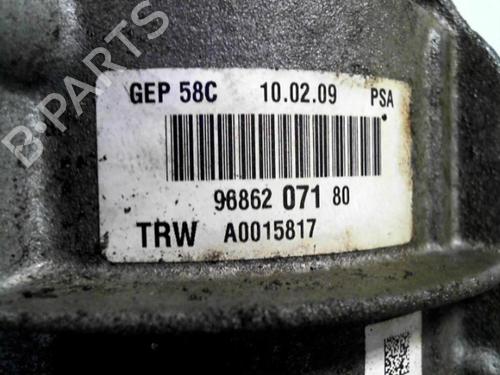 GEP 58C 10.02.09 PSA
96862 071 80
TRW A0015817
B-PARTS